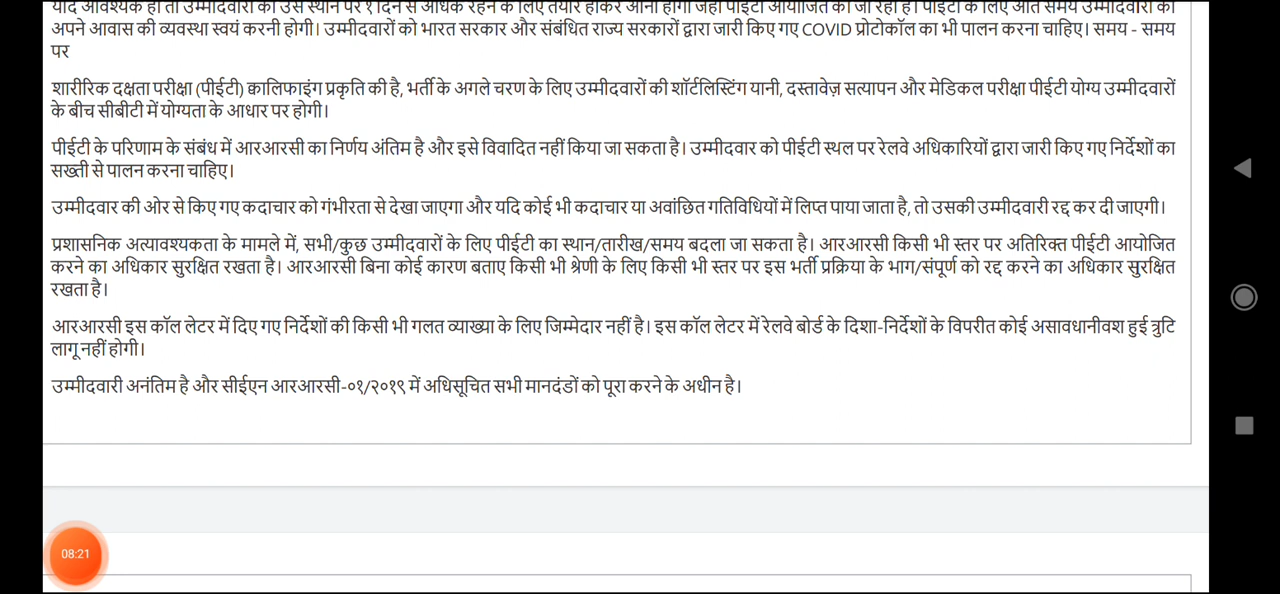 यदि आवश्यक हो तो उम्मीदवारों को उस स्थान पर १ दिन से अधिक रहने के लिए तैयार होकर आना होगा जहां पीईटी आयोजित की जा रही है। पीईटी के लिए आते समय उम्मीदवारों को
अपने आवास की व्यवस्था स्वयं करनी होगी। उम्मीदवारों को भारत सरकार और संबंधित राज्य सरकारों द्वारा जारी किए गए COVID प्रोटोकॉल का भी पालन करना चाहिए। समय - समय
पर
शारीरिक दक्षता परीक्षा (पीईटी) क्वालिफाइंग प्रकृति की है, भर्ती के अगले चरण के लिए उम्मीदवारों की शॉर्टलिस्टिंग यानी, दस्तावेज़ सत्यापन और मेडिकल परीक्षा पीईटी योग्य उम्मीदवारों
के बीच सीबीटी में योग्यता के आधार पर होगी।
पीईटी के परिणाम के संबंध में आरआरसी का निर्णय अंतिम है और इसे विवादित नहीं किया जा सकता है। उम्मीदवार को पीईटी स्थल पर रेलवे अधिकारियों द्वारा जारी किए गए निर्देशों का
सख्ती से पालन करना चाहिए।
उम्मीदवार की ओर से किए गए कदाचार को गंभीरता से देखा जाएगा और यदि कोई भी कदाचार या अवांछित गतिविधियों में लिप्त पाया जाता है, तो उसकी उम्मीदवारी रद्द कर दी जाएगी।
प्रशासनिक अत्यावश्यकता के मामले में, सभी/कुछ उम्मीदवारों के लिए पीईटी का स्थान/तारीख/समय बदला जा सकता है। आरआरसी किसी भी स्तर पर अतिरिक्त पीईटी आयोजित
करने का अधिकार सुरक्षित रखता है। आरआरसी बिना कोई कारण बताए किसी भी श्रेणी के लिए किसी भी स्तर पर इस भर्ती प्रक्रिया के भाग/संपूर्ण को रद्द करने का अधिकार सुरक्षित
रखता है।
आरआरसी इस कॉल लेटर में दिए गए निर्देशों की किसी भी गलत व्याख्या के लिए जिम्मेदार नहीं है। इस कॉल लेटर में रेलवे बोर्ड के दिशा-निर्देशों के विपरीत कोई असावधानीवश हुई त्रुटि
लागू नहीं होगी।
उम्मीदवारी अनंतिम है और सीईएन आरआरसी-०१/२०१९ में अधिसूचित सभी मानदंडों को पूरा करने के अधीन है।
08:21